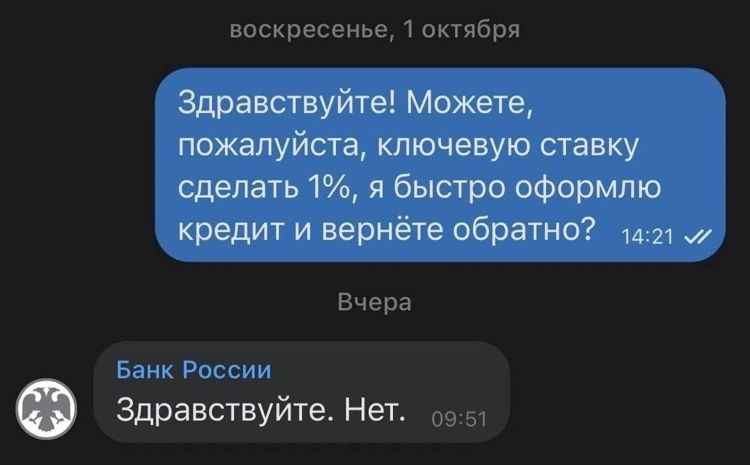 воскресенье, 1 октября
Здравствуйте! Можете,
пожалуйста, ключевую ставку
сделать 1%, я быстро оформлю
кредит и вернёте обратно? 14:21
Вчера
Банк России
Здравствуйте. Нет. 09:51